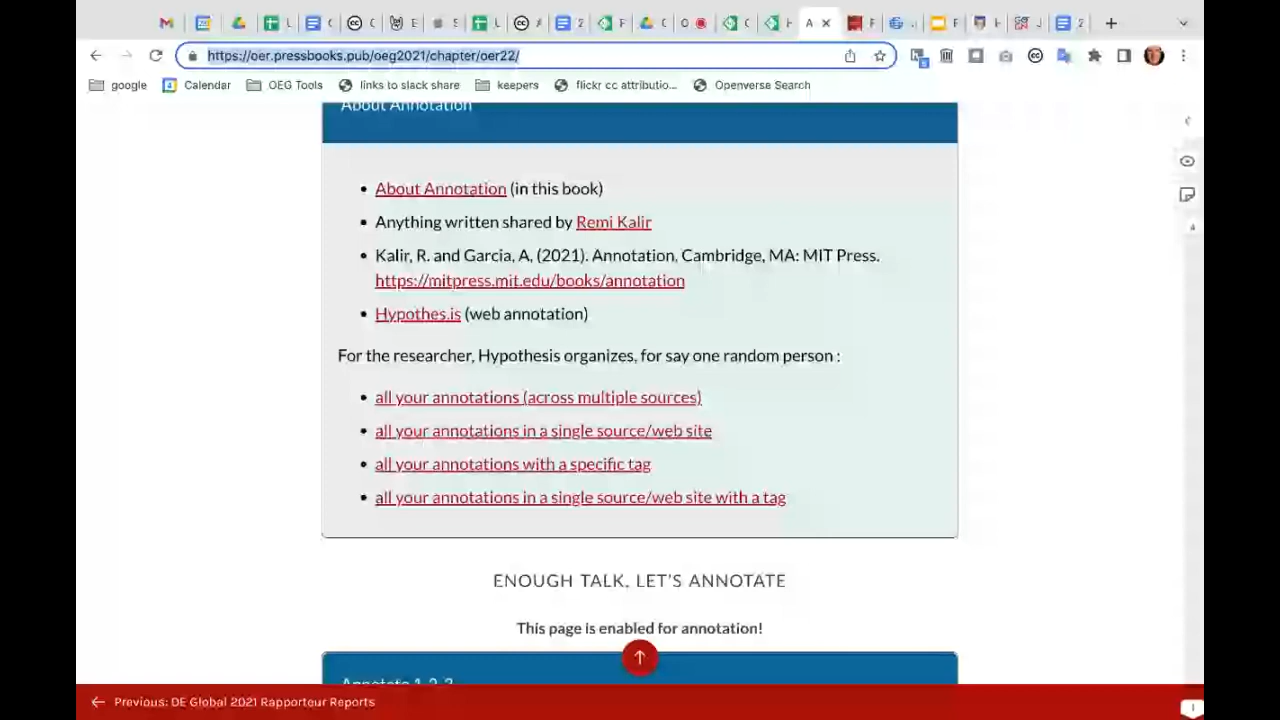 https://oer.pressbooks.pub/oeg2021/chapter/oer22/
google Calendar OEG Tools links to slack share keepers flickr cc attributio... Openverse Search
About Annotation
About Annotation (in this book)
Anything written shared by Remi Kalir
Kalir, R. and Garcia, A, (2021). Annotation, Cambridge, MA: MIT Press.
https://mitpress.mit.edu/books/annotation
Hypothes.is (web annotation)
For the researcher, Hypothesis organizes, for say one random person :
all your annotations (across multiple sources)
all your annotations in a single source/web site
all your annotations with a specific tag
all your annotations in a single source/web site with a tag
ENOUGH TALK, LET'S ANNOTATE
This page is enabled for annotation!
Annotate 1-2-3
Previous: DE Global 2021 Rapporteur Reports